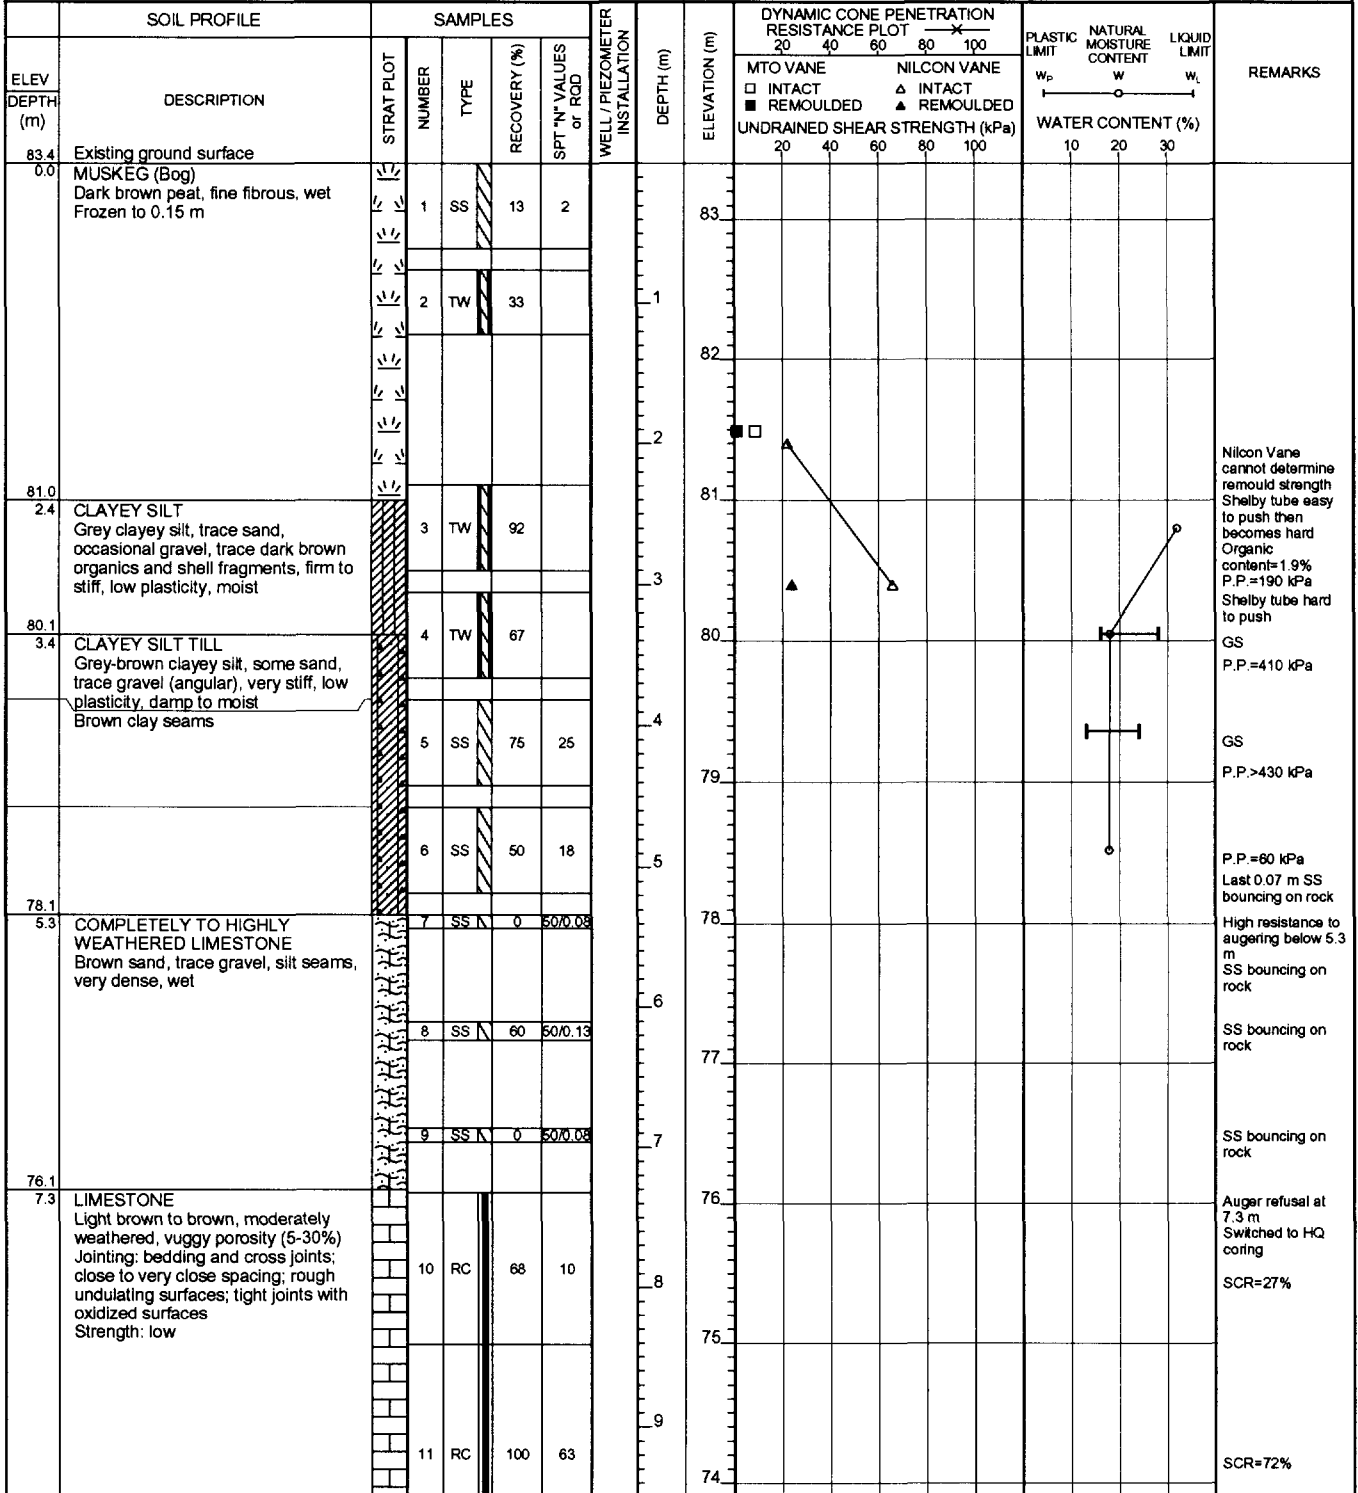 SOIL PROFILE
SAMPLES
ELEV
DEPTH
(m)
DESCRIPTION
STRAT PLOT
NUMBER
TYPE
RECOVERY (%)
SPT "N" VALUES
or RQD
WELL / PIEZOMETER
INSTALLATION
DEPTH (m)
ELEVATION (m)
DYNAMIC CONE PENETRATION
RESISTANCE PLOT
20 40 60 80 100
MTO VANE NILCON VANE
INTACT INTACT
REMOULDED REMOULDED
UNDRAINED SHEAR STRENGTH (kPa)
20 40 60 80 100
PLASTIC
LIMIT
NATURAL
MOISTURE
CONTENT
LIQUID
LIMIT
WP W WL
WATER CONTENT (%)
10 20 30
REMARKS
83.4 Existing ground surface
0.0 MUSKEG (Bog)
Dark brown peat, fine fibrous, wet
Frozen to 0.15 m
1 SS 13 2
83
2 TW 33
1
82
2
81.0
2.4 CLAYEY SILT
Grey clayey silt, trace sand,
occasional gravel, trace dark brown
organics and shell fragments, firm to
stiff, low plasticity, moist
3 TW 92
81
Nilcon Vane
cannot determine
remould strength
Shelby tube easy
to push then
becomes hard
Organic
content=1.9%
P.P.=190 kPa
Shelby tube hard
to push
3
80.1
3.4 CLAYEY SILT TILL
Grey-brown clayey silt, some sand,
trace gravel (angular), very stiff, low
plasticity, damp to moist
Brown clay seams
4 TW 67
80
GS
P.P.=410 kPa
4
5 SS 75 25
GS
79
P.P.>430 kPa
6 SS 50 18
5
P.P.=60 kPa
Last 0.07 m SS
bouncing on rock
78.1
5.3 COMPLETELY TO HIGHLY
WEATHERED LIMESTONE
Brown sand, trace gravel, silt seams,
very dense, wet
7 SS 0 50/0.08
78
High resistance to
augering below 5.3
m
SS bouncing on
rock
6
8 SS 60 50/0.13
SS bouncing on
rock
77
9 SS 0 50/0.08
7
SS bouncing on
rock
76.1
7.3 LIMESTONE
Light brown to brown, moderately
weathered, vuggy porosity (5-30%)
Jointing: bedding and cross joints;
close to very close spacing; rough
undulating surfaces; tight joints with
oxidized surfaces
Strength: low
76
Auger refusal at
7.3 m
Switched to HQ
coring
10 RC 68 10
8
SCR=27%
75
9
11 RC 100 63
SCR=72%
74